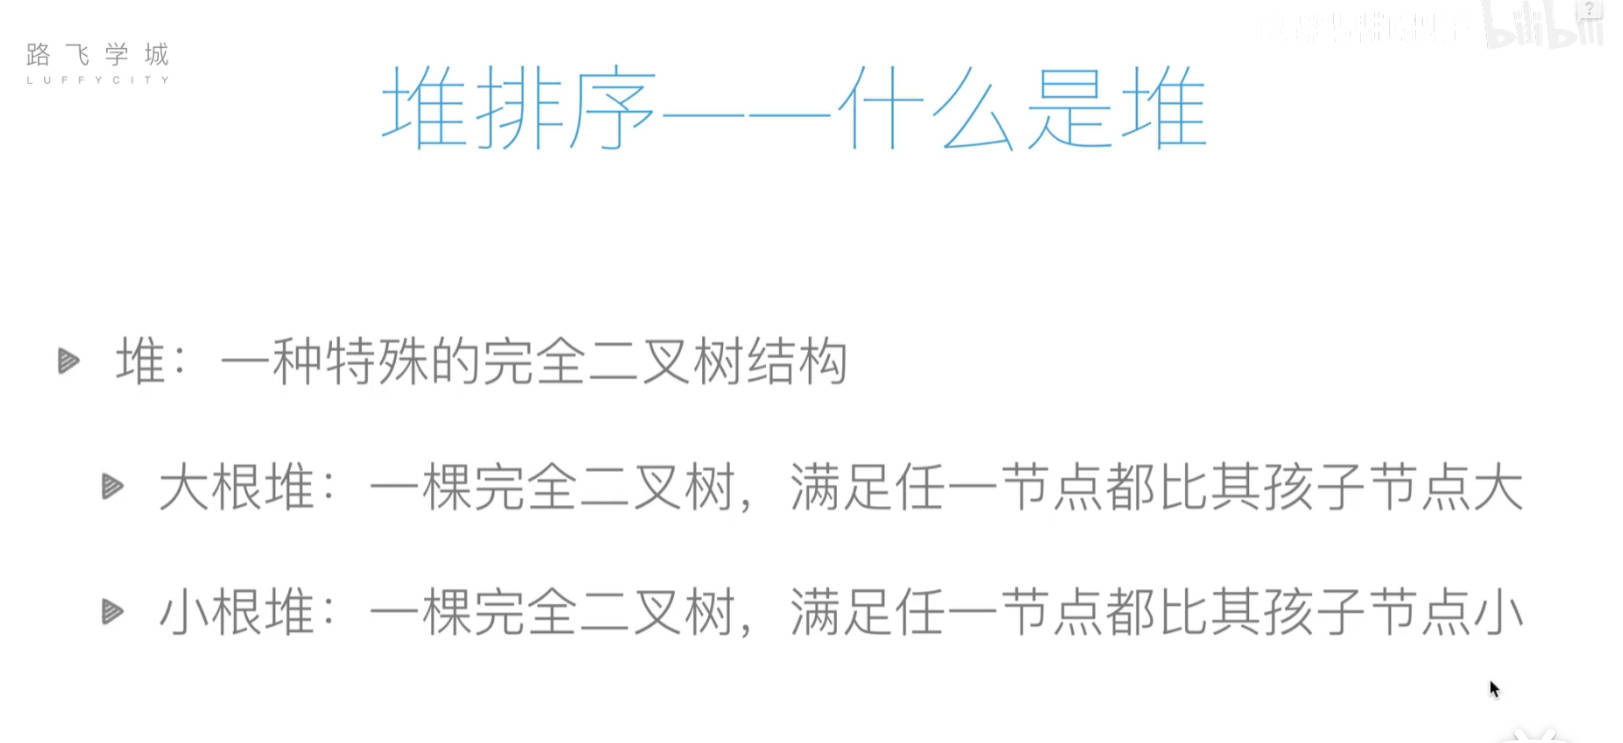 路飞学城
LUFFYCITY
bilibili
?
堆排序——什么是堆
堆：一种特殊的完全二叉树结构
大根堆：一棵完全二叉树，满足任一节点都比其孩子节点大
小根堆：一棵完全二叉树，满足任一节点都比其孩子节点小